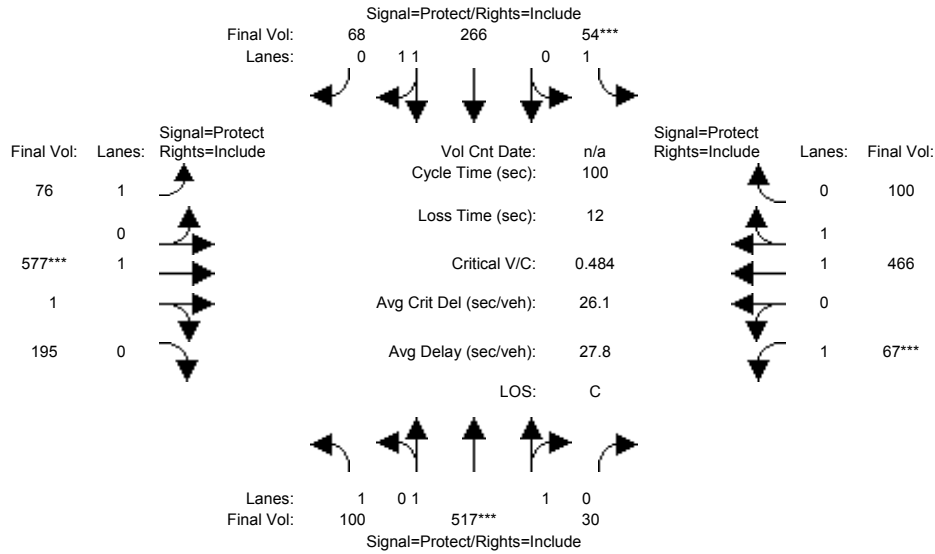 Signal=Protect/Rights=Include
Final Vol: 68 266 54***
Lanes: 0 1 1 0 1
Signal=Protect
Final Vol: Lanes: Rights=Include
Vol Cnt Date: n/a
Signal=Protect
Rights=Include Lanes: Final Vol:
Cycle Time (sec): 100
76 1
0 100
Loss Time (sec): 12
0
1
577*** 1
Critical V/C: 0.484
1 466
1
Avg Crit Del (sec/veh): 26.1
0
195 0
Avg Delay (sec/veh): 27.8
1 67***
LOS: C
Lanes: 1 0 1 1 0
Final Vol: 100 517*** 30
Signal=Protect/Rights=Include